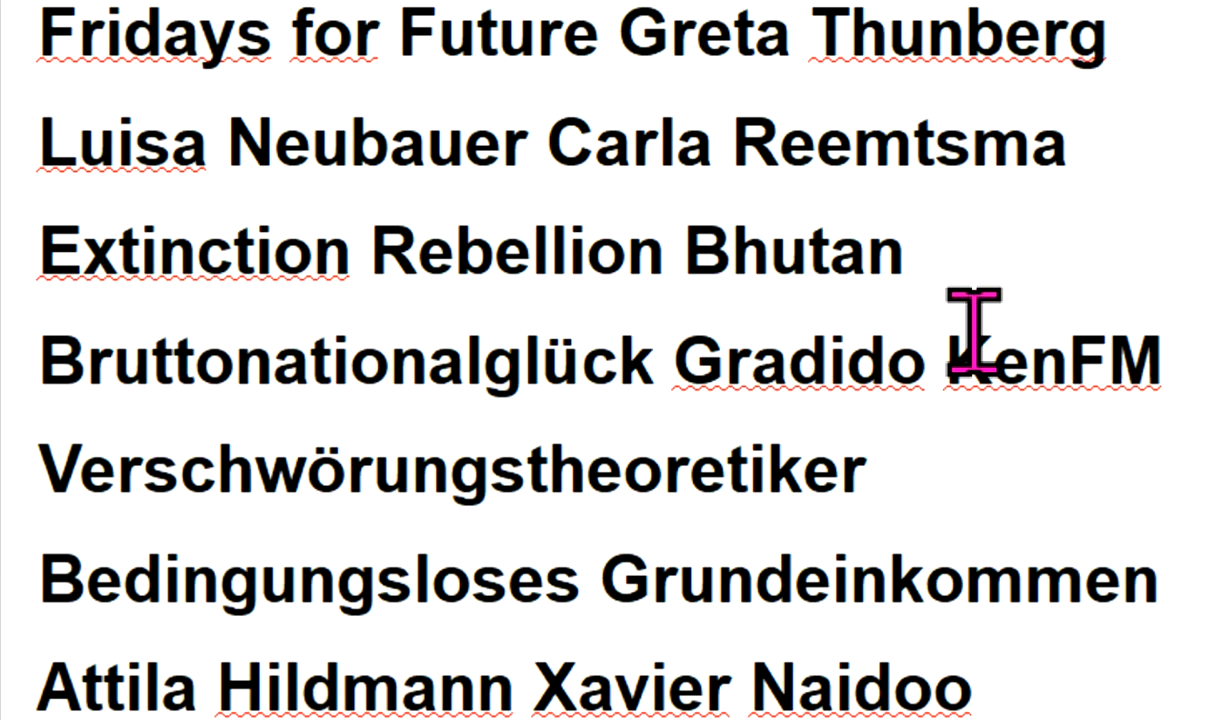 Fridays for Future Greta Thunberg
Luisa Neubauer Carla Reemtsma
Extinction Rebellion Bhutan
Bruttonationalglück Gradido KenFM
Verschwörungstheoretiker
Bedingungsloses Grundeinkommen
Attila Hildmann Xavier Naidoo